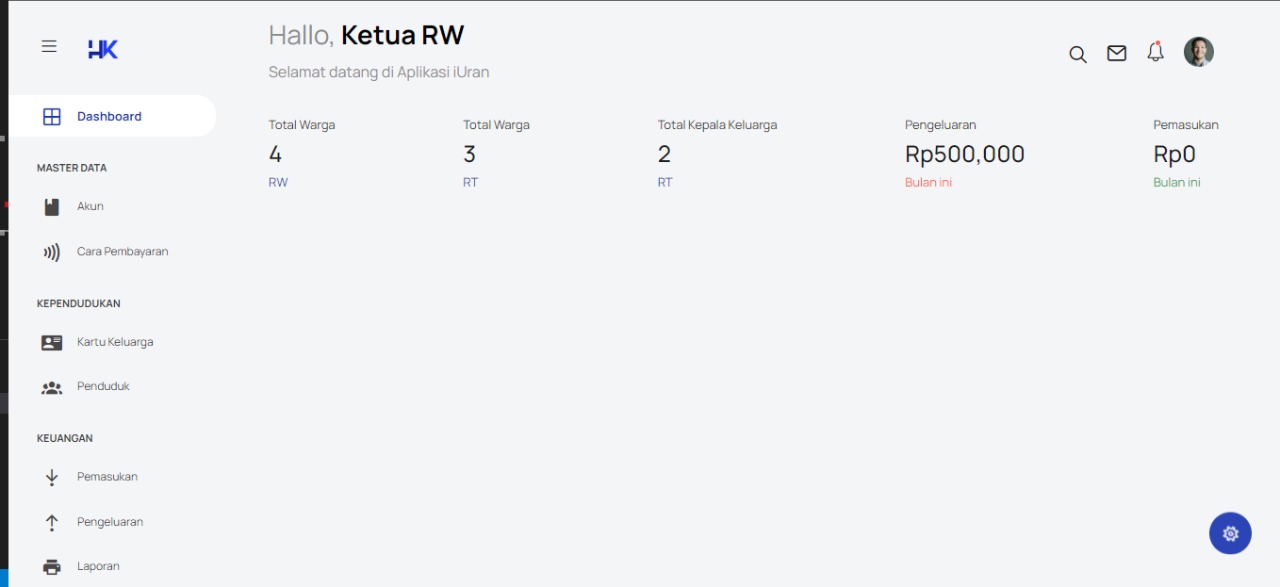 HK
Hallo, Ketua RW
Selamat datang di Aplikasi iUran
Dashboard
MASTER DATA
Akun
Cara Pembayaran
KEPENDUDUKAN
Kartu Keluarga
Penduduk
KEUANGAN
Pemasukan
Pengeluaran
Laporan
Total Warga
4
RW
Total Warga
3
RT
Total Kepala Keluarga
2
RT
Pengeluaran
Rp500,000
Bulan ini
Pemasukan
Rp0
Bulan ini